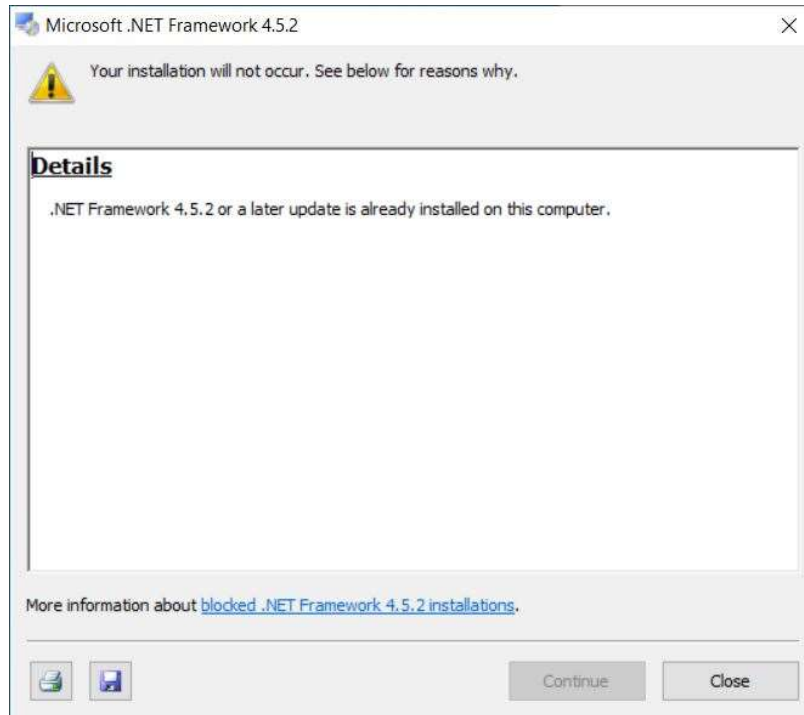 Microsoft .NET Framework 4.5.2
Your installation will not occur. See below for reasons why.
Details
.NET Framework 4.5.2 or a later update is already installed on this computer.
More information about blocked .NET Framework 4.5.2 installations.
Continue
Close